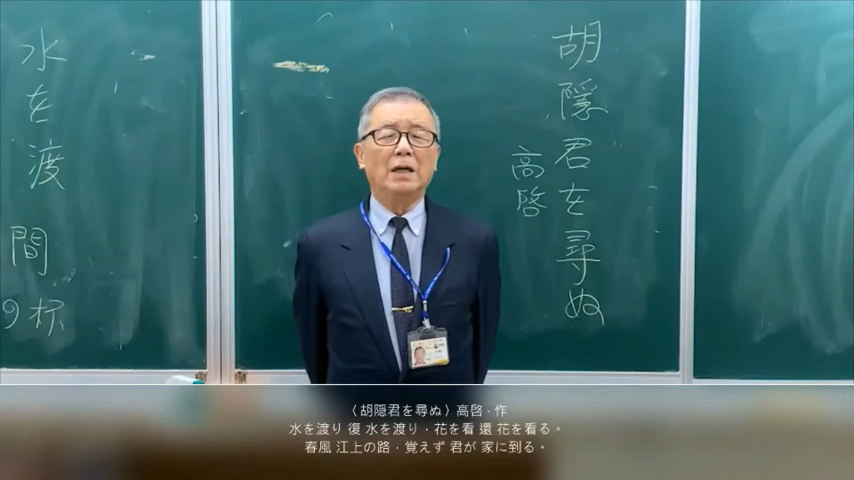 胡隱君を尋ぬ
高啓
水を渡
間
9杯
〈胡隠君を尋ぬ〉高啓·作
水を渡り 復 水を渡り，花を看 還 花を看る。
春風 江上の路，覚えず 君が 家に到る。